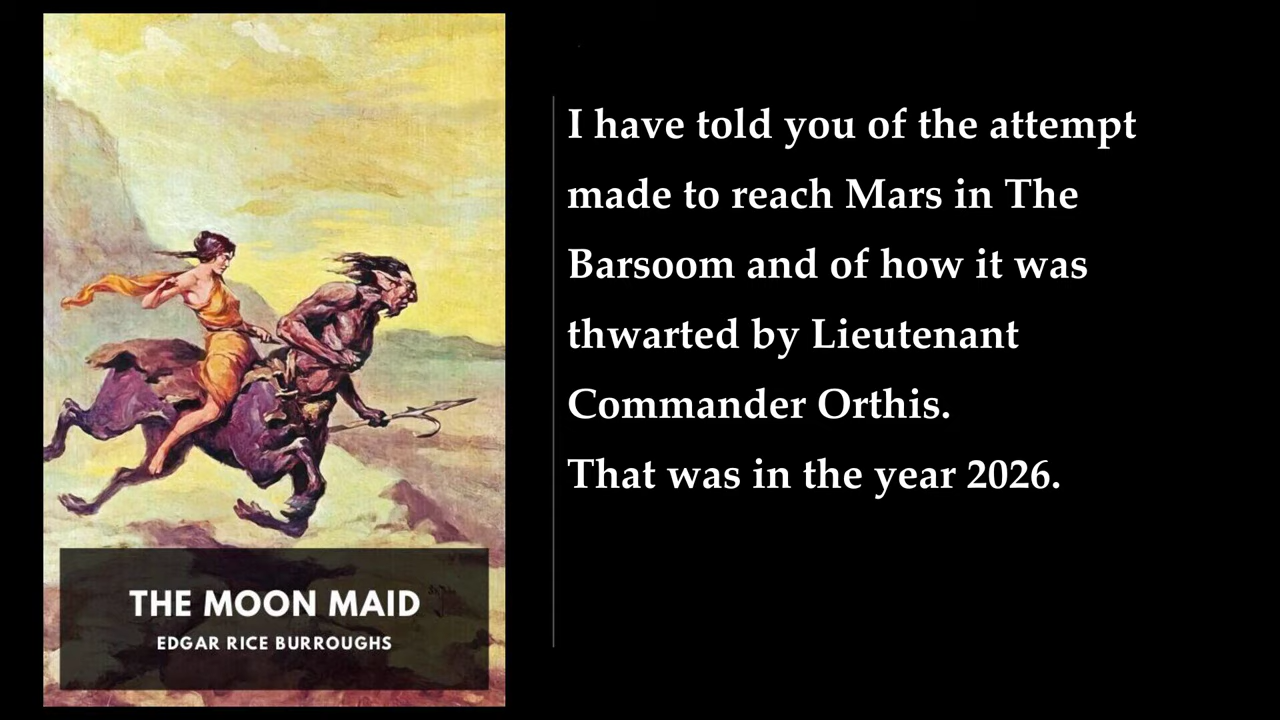 THE MOON MAID
EDGAR RICE BURROUGHS
I have told you of the attempt
made to reach Mars in The
Barsoom and of how it was
thwarted by Lieutenant
Commander Orthis.
That was in the year 2026.